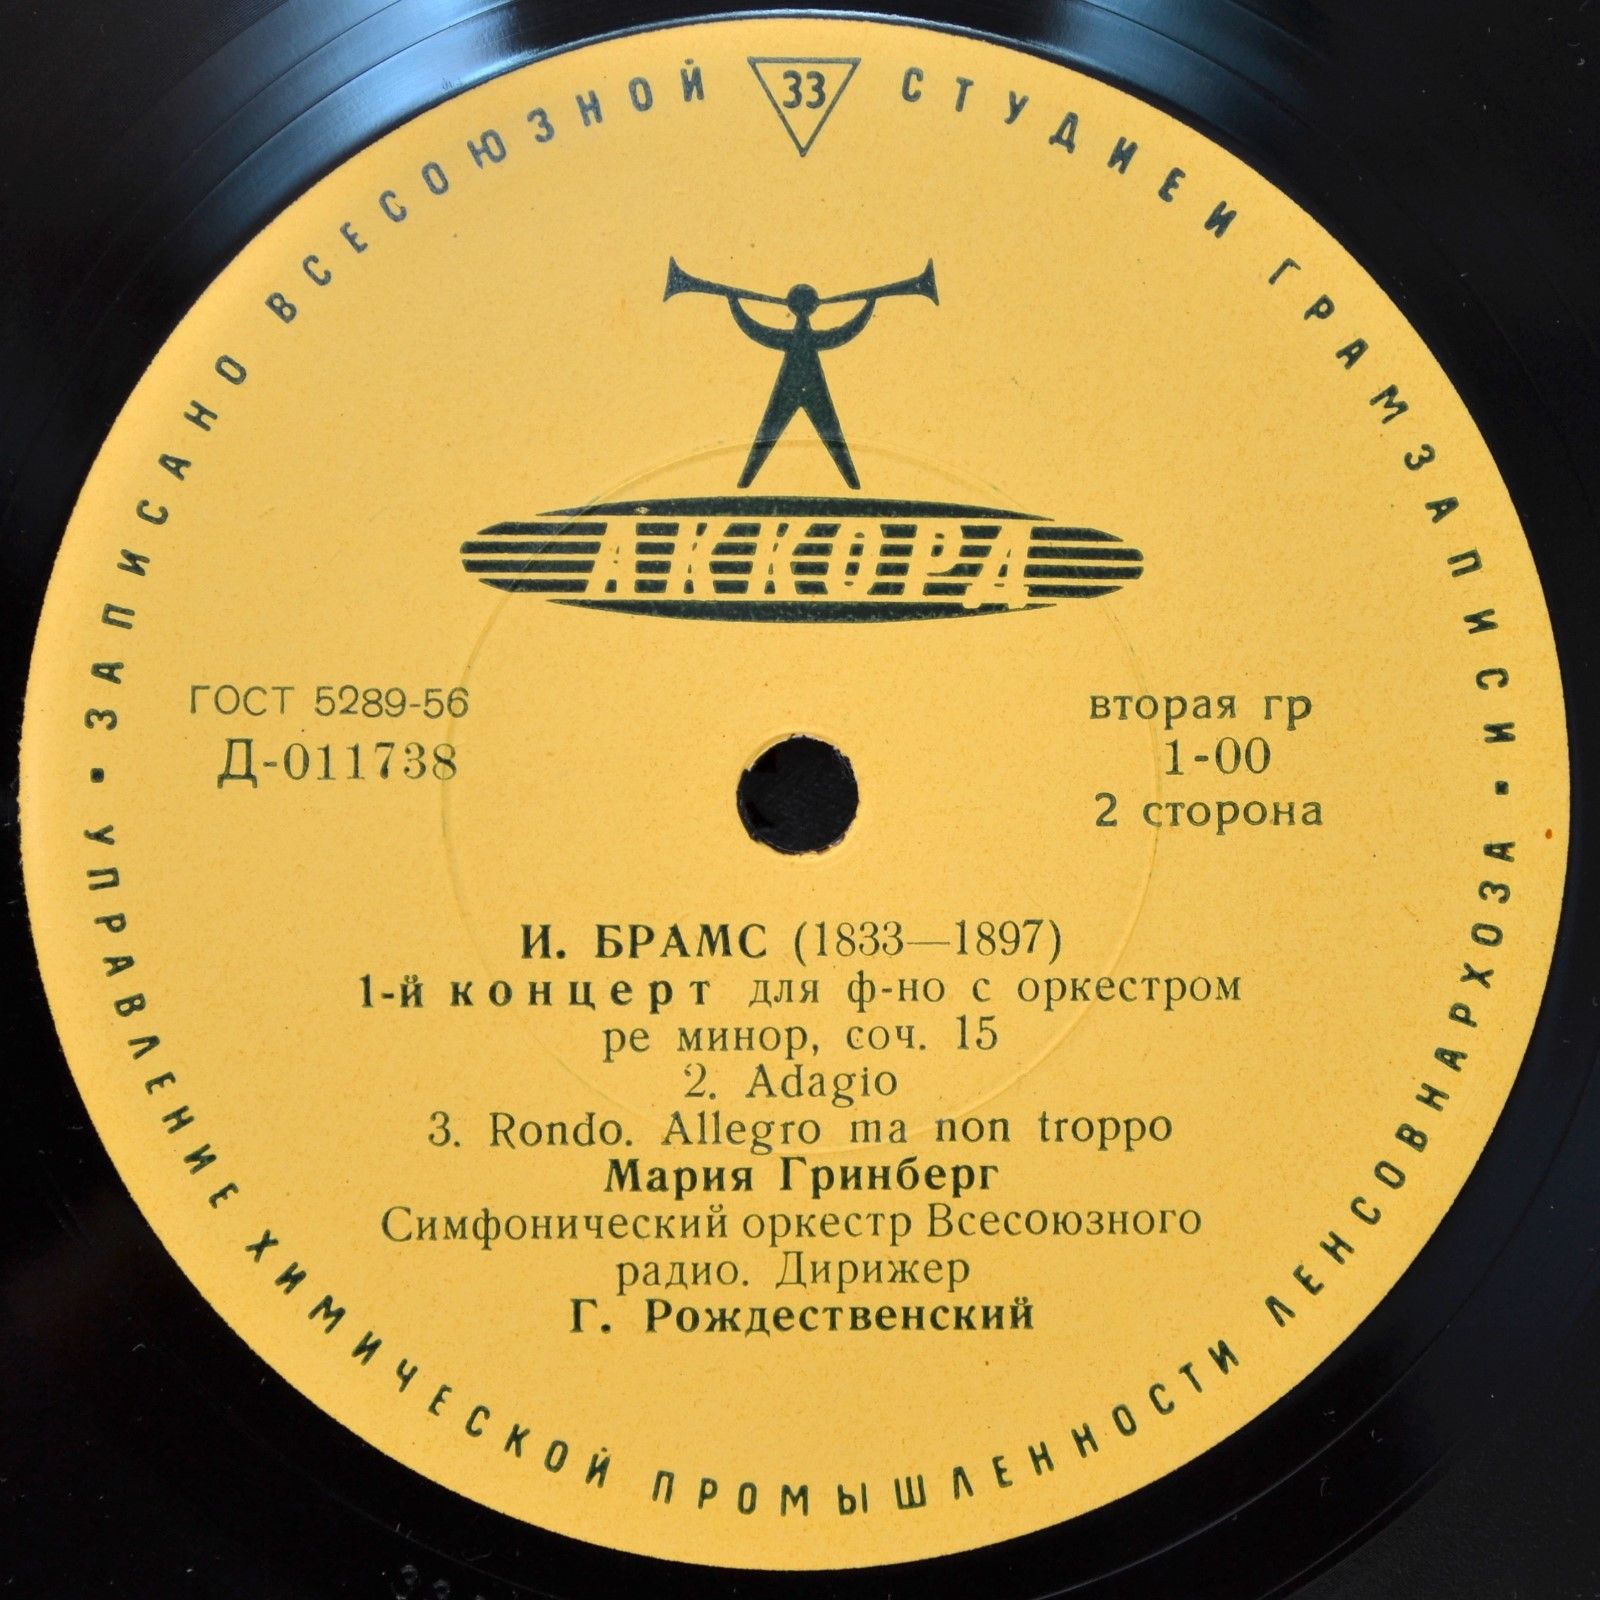 ЗАПИСАНО ВСЕСОЮЗНОЙ 33 СТУДИЕЙ ГРАМЗАПИСИ
АККОРД
ГОСТ 5289-56
Д-011738
вторая гр
1-00
2 сторона
И. БРАМС (1833—1897)
1-й концерт для ф-но с оркестром
ре минор, соч. 15
2. Adagio
3. Rondo. Allegro ma non troppo
Мария Гринберг
Симфонический оркестр Всесоюзного
радио. Дирижер
Г. Рождественский
УПРАВЛЕНИЕ ХИМИЧЕСКОЙ ПРОМЫШЛЕННОСТИ ЛЕНСОВНАРХОЗА